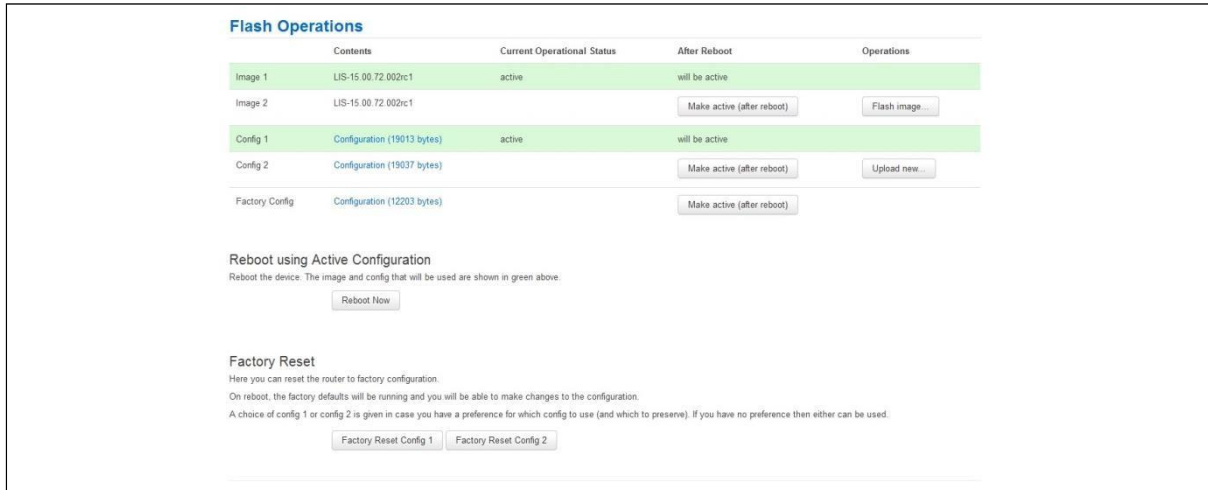 Flash Operations
Contents Current Operational Status After Reboot Operations
Image 1 LIS-15.00.72.002rc1 active will be active
Image 2 LIS-15.00.72.002rc1 Make active (after reboot) Flash image...
Config 1 Configuration (19013 bytes) active will be active
Config 2 Configuration (19037 bytes) Make active (after reboot) Upload new...
Factory Config Configuration (12203 bytes) Make active (after reboot)
Reboot using Active Configuration
Reboot the device. The image and config that will be used are shown in green above.
Reboot Now
Factory Reset
Here you can reset the router to factory configuration.
On reboot, the factory defaults will be running and you will be able to make changes to the configuration.
A choice of config 1 or config 2 is given in case you have a preference for which config to use (and which to preserve). If you have no preference then either can be used.
Factory Reset Config 1 Factory Reset Config 2